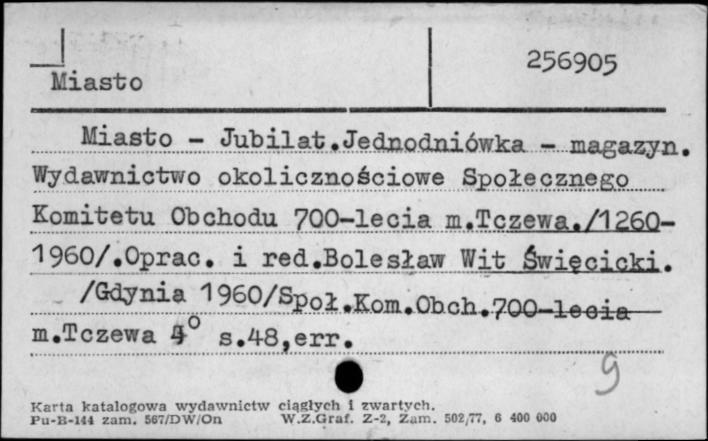 256905
Miasto
Miasto - Jubilat.Jednodniówka - magazyn.
Wydawnictwo okolicznościowe Społecznego
Komitetu Obchodu 700-lecia m.Tczewa./1260-
1960/.Oprac. i red.Bolesław Wit Święcicki.
/Gdynia 1960/Społ.Kom.Obch.700-lecia
m.Tczewa 4° s.48,err.
9
Karta katalogowa wydawnictw ciągłych i zwartych.
Pu-B-144 zam. 567/DW/On W.Z.Graf. Z-2, Zam. 502/77, 6 400 000